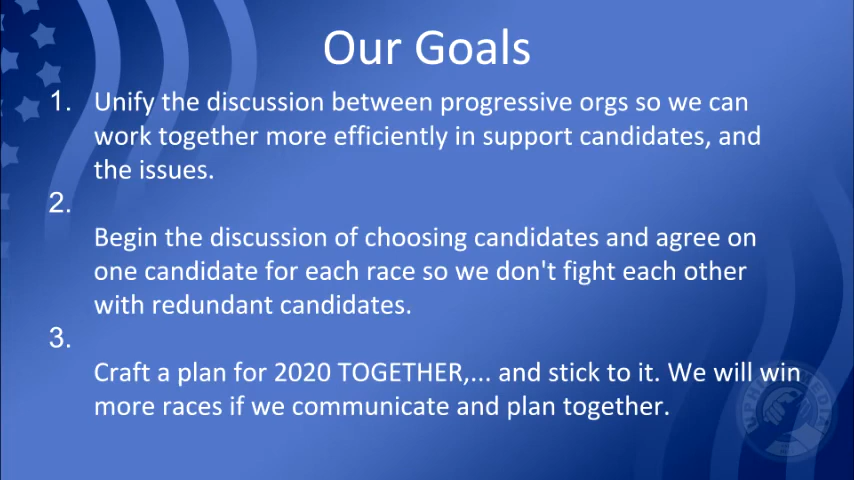 Our Goals
1. Unify the discussion between progressive orgs so we can
work together more efficiently in support candidates, and
the issues.
2.
Begin the discussion of choosing candidates and agree on
one candidate for each race so we don't fight each other
with redundant candidates.
3.
Craft a plan for 2020 TOGETHER,... and stick to it. We will win
more races if we communicate and plan together.